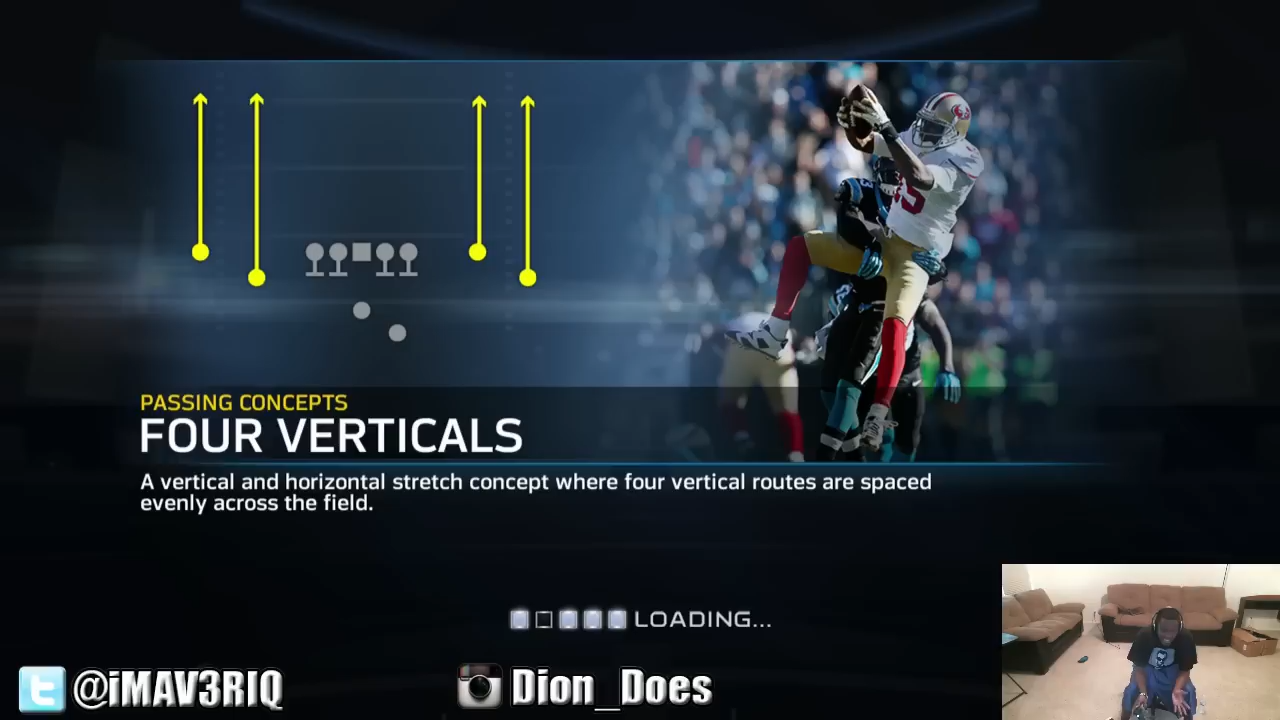 PASSING CONCEPTS
FOUR VERTICALS
A vertical and horizontal stretch concept where four vertical routes are spaced
evenly across the field.
LOADING...
@iMAV3RIQ
Dion_Does